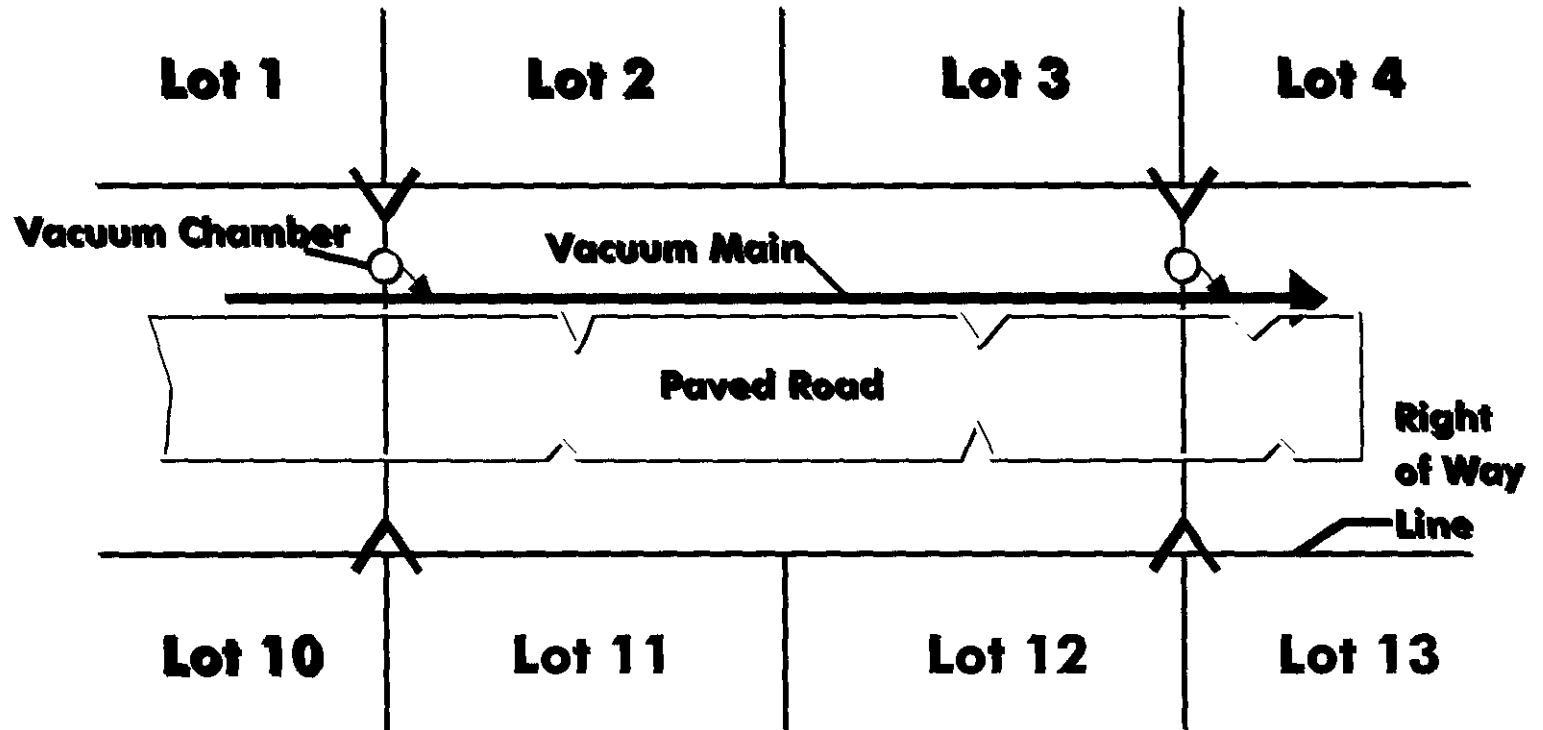 Lot 1
Lot 2
Lot 3
Lot 4
Vacuum Chamber
Vacuum Main
Paved Road
Right
of Way
Line
Lot 10
Lot 11
Lot 12
Lot 13